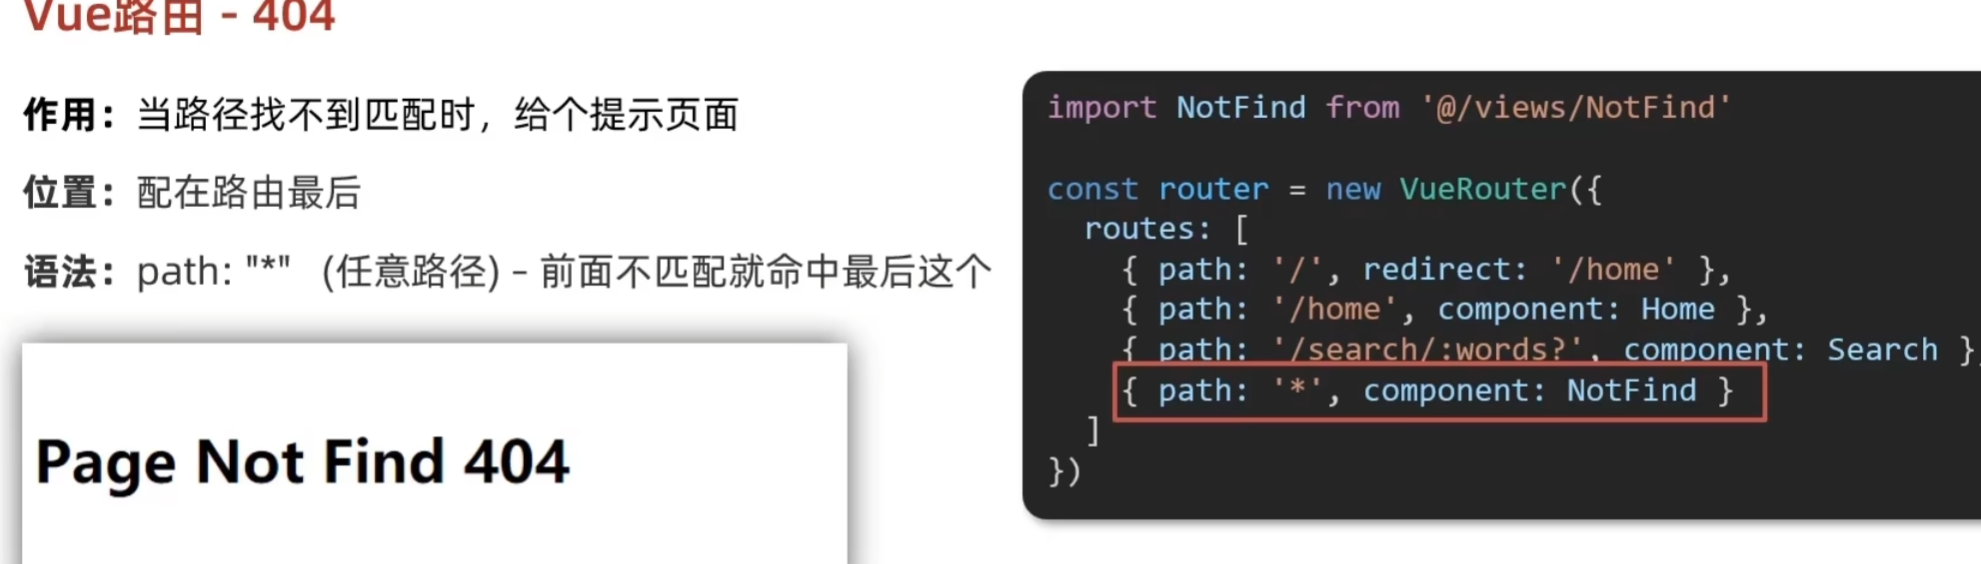 Vue路由 - 404
作用：当路径找不到匹配时，给个提示页面
位置：配在路由最后
语法：path: "*" (任意路径) – 前面不匹配就命中最后这个
Page Not Find 404
import NotFind from '@/views/NotFind'
const router = new VueRouter({
routes: [
{ path: '/', redirect: '/home' },
{ path: '/home', component: Home },
{ path: '/search/:words?', component: Search },
{ path: '*', component: NotFind }
]
})